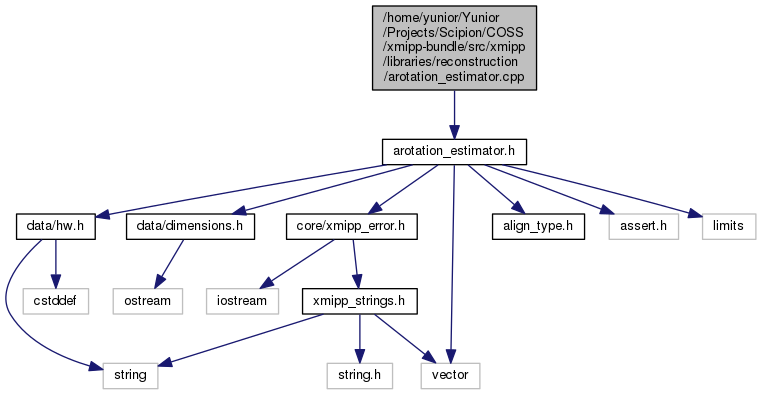 /home/yunior/Yunior
/Projects/Scipion/COSS
/xmipp-bundle/src/xmipp
/libraries/reconstruction
/arotation_estimator.cpp
arotation_estimator.h
data/hw.h
data/dimensions.h
core/xmipp_error.h
align_type.h
assert.h
limits
cstddef
ostream
iostream
xmipp_strings.h
string
string.h
vector